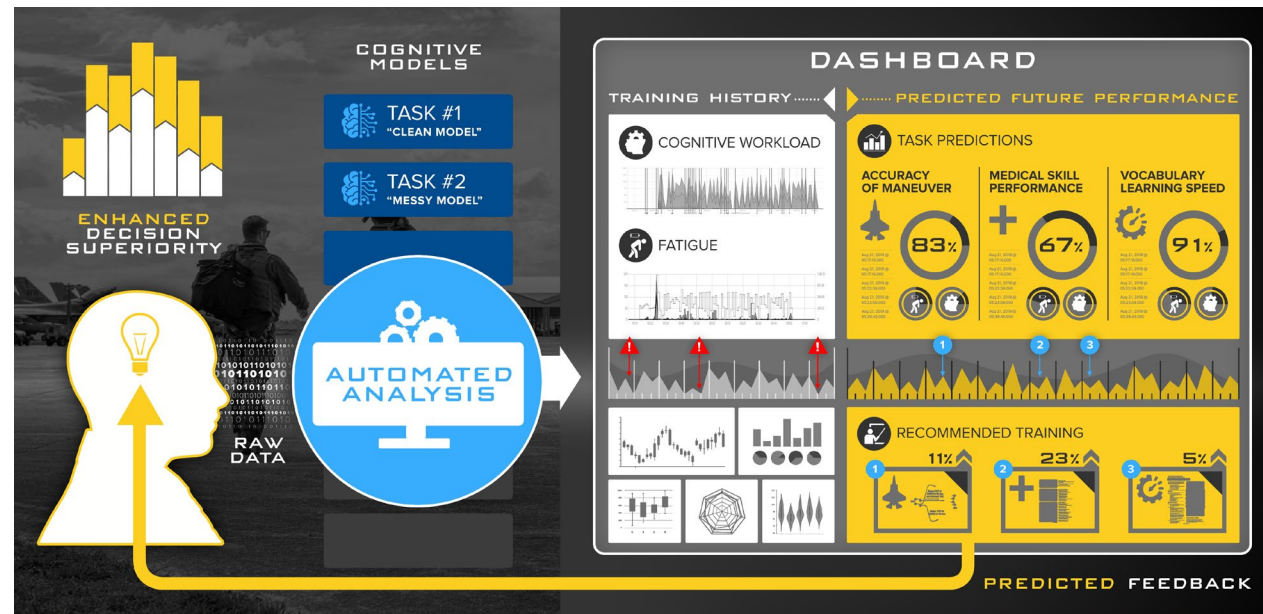 ENHANCED
DECISION
SUPERIORITY
COGNITIVE
MODELS
TASK #1
"CLEAN MODEL"
TASK #2
"MESSY MODEL"
RAW
DATA
AUTOMATED
ANALYSIS
DASHBOARD
TRAINING HISTORY
PREDICTED FUTURE PERFORMANCE
COGNITIVE WORKLOAD
FATIGUE
TASK PREDICTIONS
ACCURACY
OF MANEUVER
83%
MEDICAL SKILL
PERFORMANCE
67%
VOCABULARY
LEARNING SPEED
91%
! ! !
1 2 3
RECOMMENDED TRAINING
1 11%
2 23%
3 5%
PREDICTED FEEDBACK